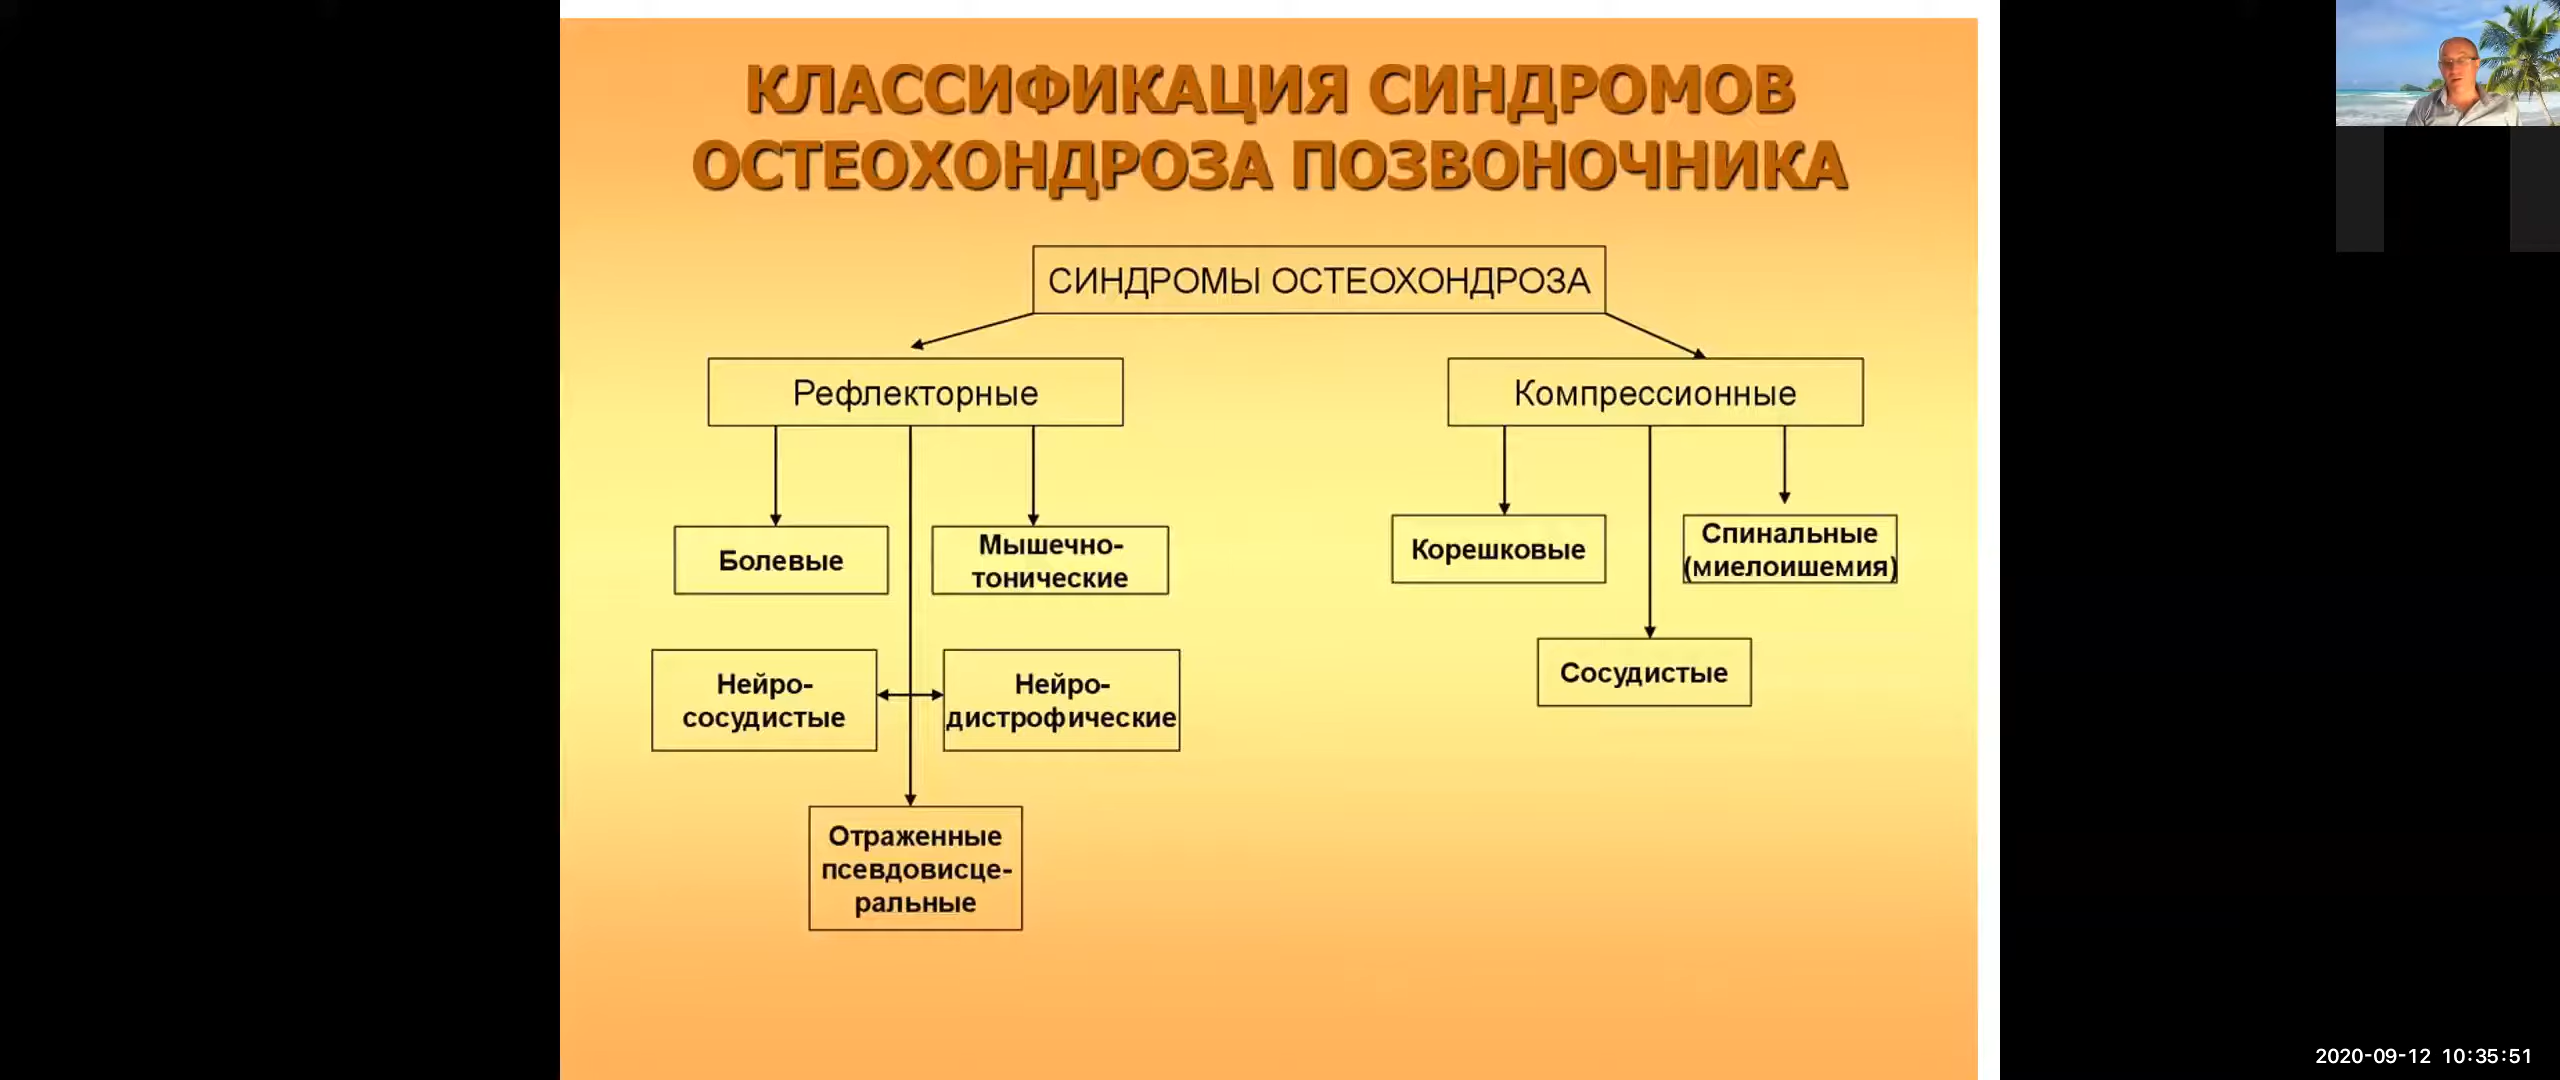 КЛАССИФИКАЦИЯ СИНДРОМОВ
ОСТЕОХОНДРОЗА ПОЗВОНОЧНИКА
СИНДРОМЫ ОСТЕОХОНДРОЗА
Рефлекторные
Компрессионные
Болевые
Мышечно-
тонические
Корешковые
Спинальные
(миелоишемия)
Нейро-
сосудистые
Нейро-
дистрофические
Сосудистые
Отраженные
псевдовисце-
ральные
2020-09-12 10:35:51